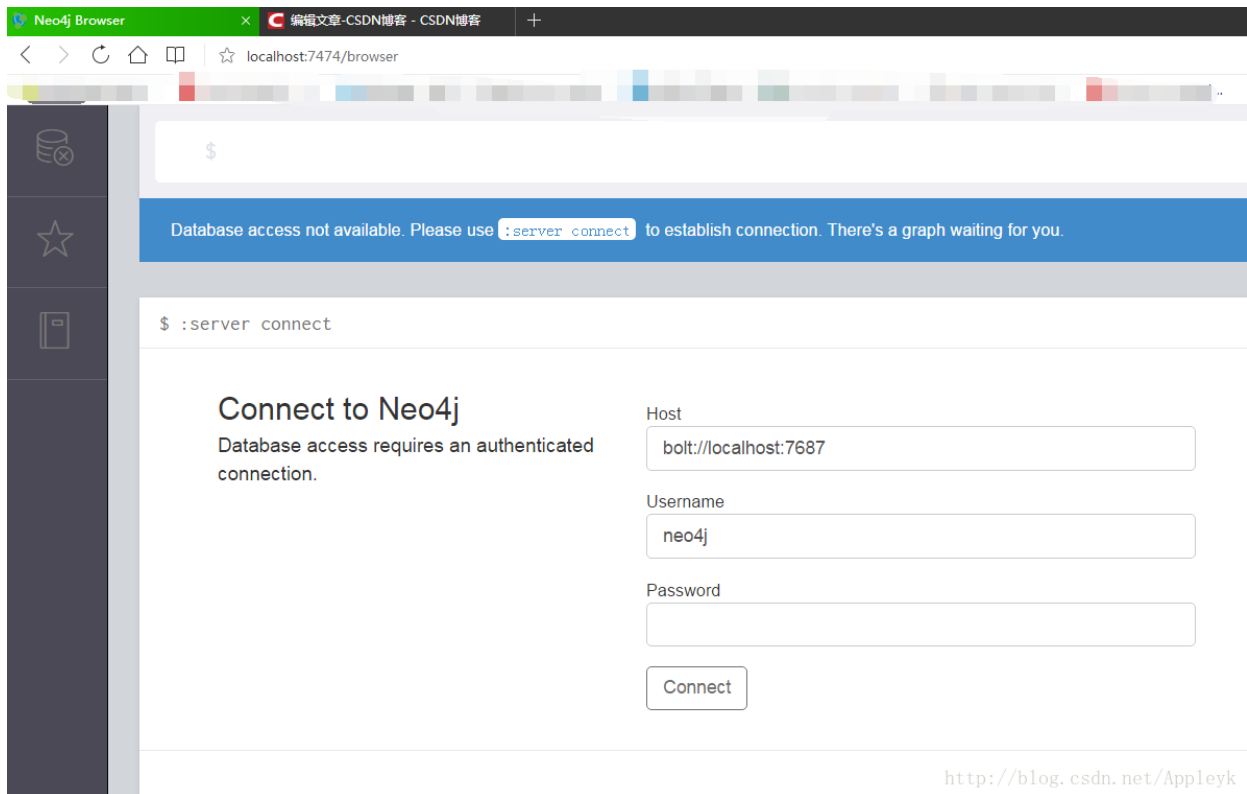 Neo4j Browser
编辑文章-CSDN博客 - CSDN博客
localhost:7474/browser
$
Database access not available. Please use :server connect to establish connection. There's a graph waiting for you.
$ :server connect
Connect to Neo4j
Database access requires an authenticated
connection.
Host
bolt://localhost:7687
Username
neo4j
Password
Connect
http://blog.csdn.net/Appleyk